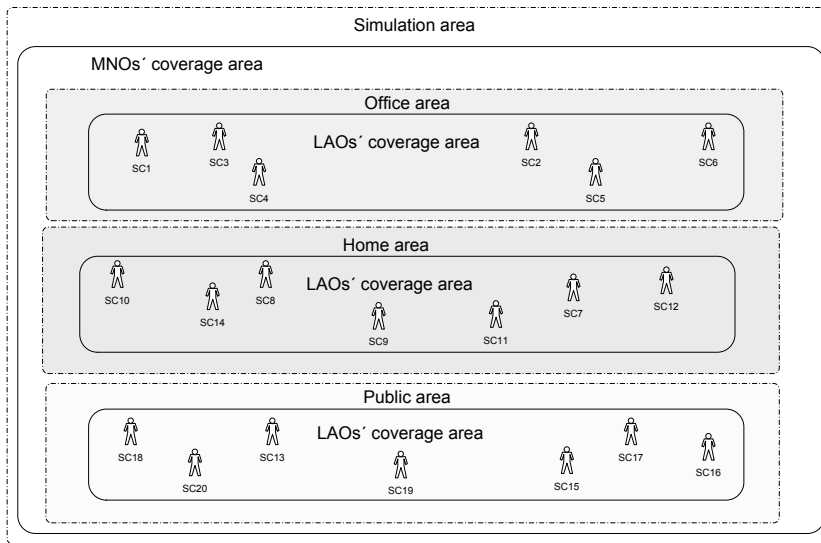 Simulation area
MNOs´ coverage area
Office area
LAOs´ coverage area
SC1
SC3
SC4
SC2
SC5
SC6
Home area
LAOs´ coverage area
SC10
SC14
SC8
SC9
SC11
SC7
SC12
Public area
LAOs´ coverage area
SC18
SC20
SC13
SC19
SC15
SC17
SC16